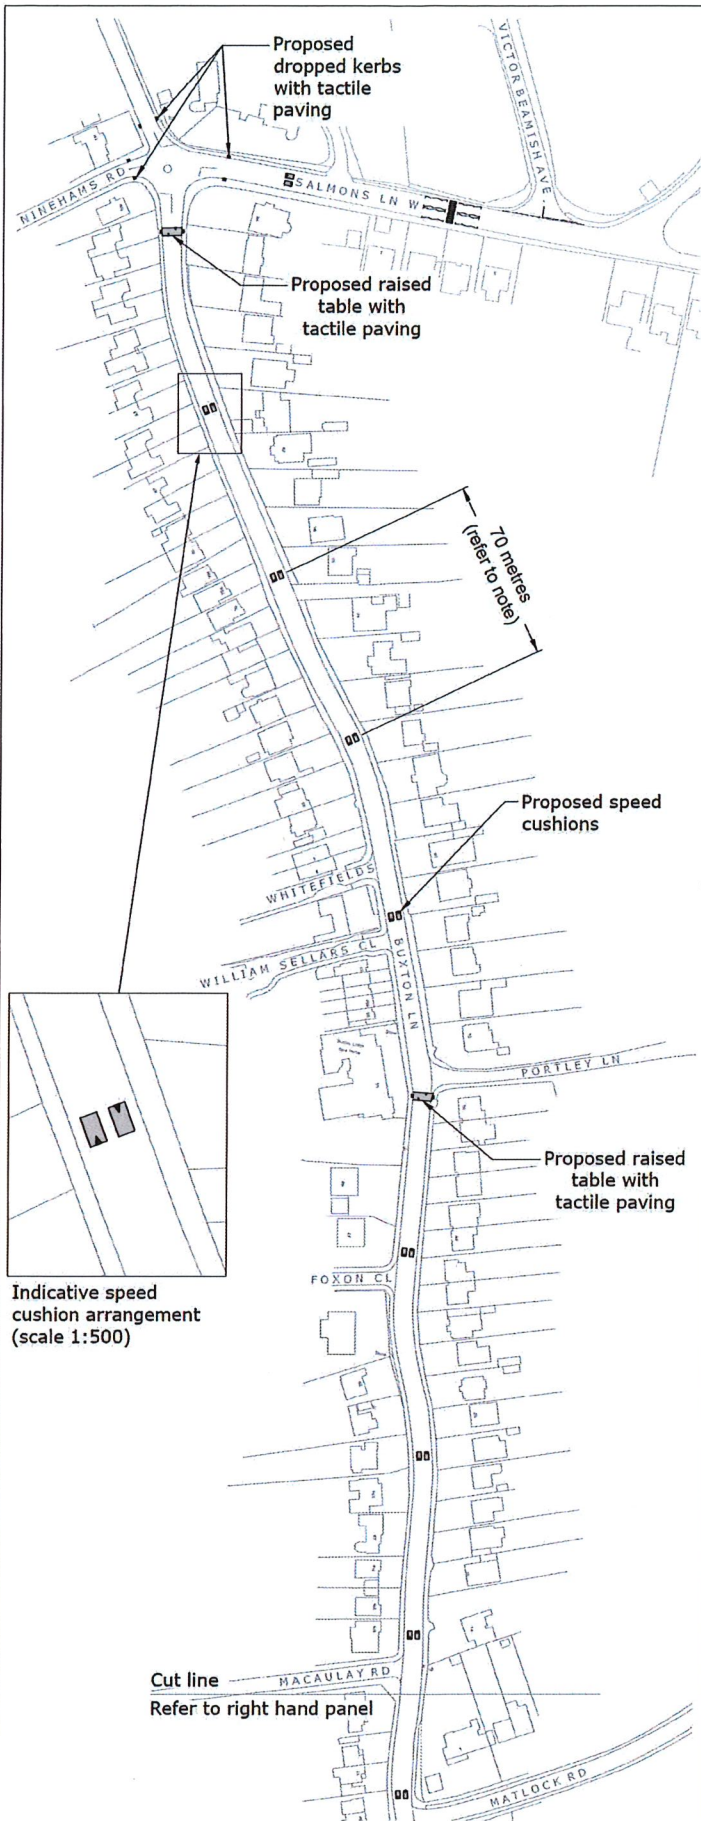 Proposed
dropped kerbs
with tactile
paving
VICTOR BEAMISH AVE
NINEHAMS RD
SALMONS LN W
Proposed raised
table with
tactile paving
70 metres
(refer to note)
Proposed speed
cushions
WHITEFIELDS
WILLIAM SELLARS CL
BUXTON LN
PORTLEY LN
Proposed raised
table with
tactile paving
FOXON CL
Indicative speed
cushion arrangement
(scale 1:500)
Cut line
MACAULAY RD
Refer to right hand panel
MATLOCK RD